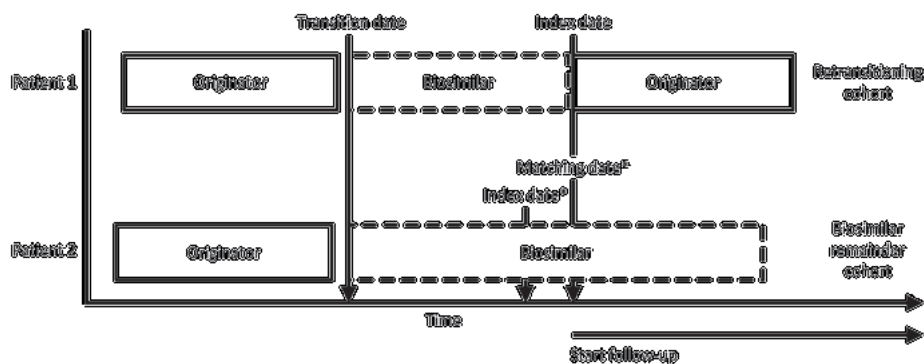 Transition date
Index date
Patient 1
Originator
Biosimilar
Originator
Retransitioning
cohort
Matching date
Index date
Patient 2
Originator
Biosimilar
Biosimilar
remainder
cohort
Time
Start follow-up